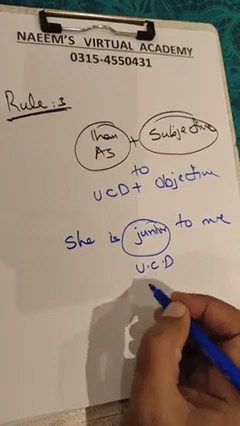 NAEEM'S VIRTUAL ACADEMY
0315-4550431
Rule:3
Than
As + Subjective
to
UCD+ objective
She is junior to me
U.C.D